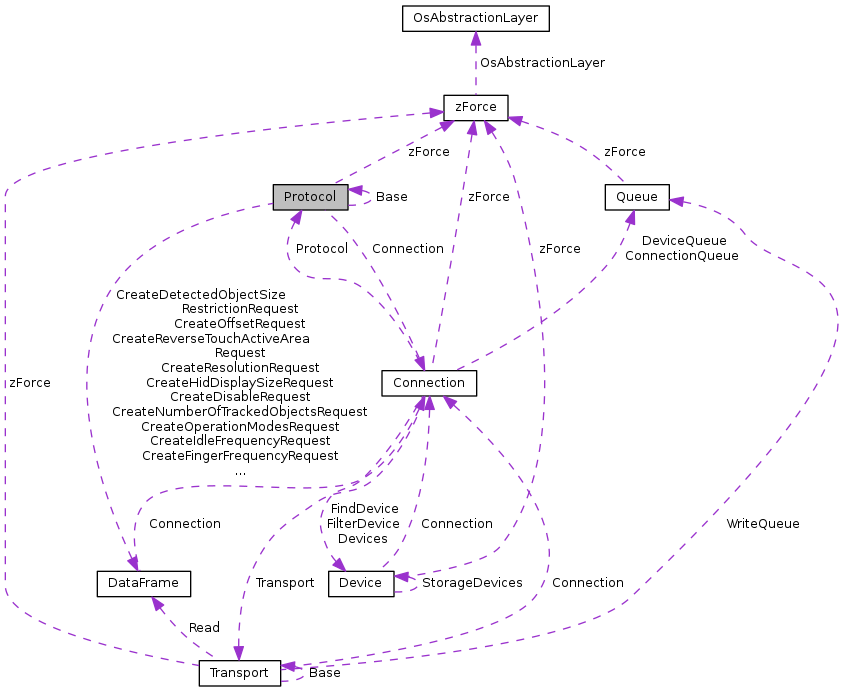 OsAbstractionLayer
OsAbstractionLayer
zForce
zForce
zForce
Protocol
Base
zForce
Queue
Protocol
Connection
zForce
DeviceQueue
ConnectionQueue
CreateDetectedObjectSize
RestrictionRequest
CreateOffsetRequest
CreateReverseTouchActiveArea
Request
CreateResolutionRequest
CreateHidDisplaySizeRequest
CreateDisableRequest
CreateNumberOfTrackedObjectsRequest
CreateOperationModesRequest
CreateIdleFrequencyRequest
CreateFingerFrequencyRequest
...
zForce
Connection
Connection
FindDevice
FilterDevice
Devices
Connection
WriteQueue
DataFrame
Transport
Device
StorageDevices
Connection
Read
Transport
Base